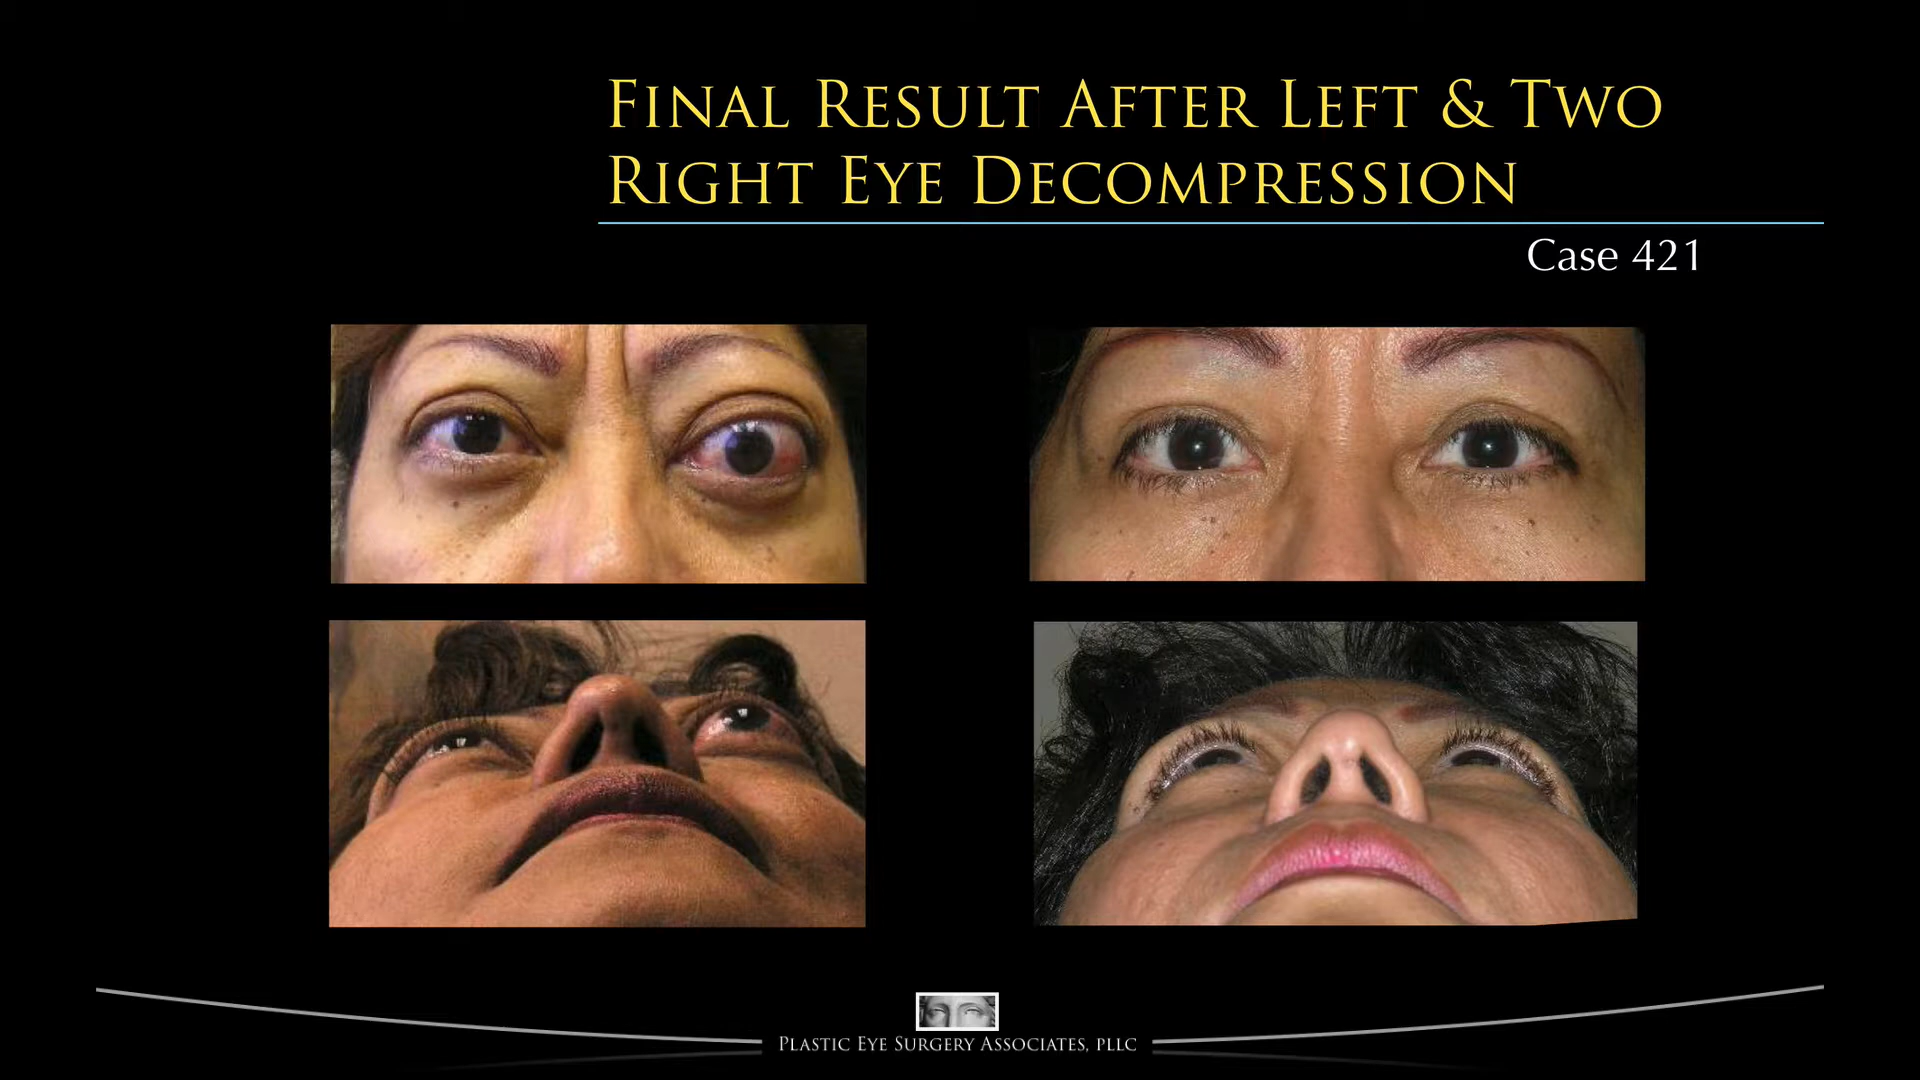 Final Result After Left & Two
Right Eye Decompression
Case 421
Plastic Eye Surgery Associates, PLLC